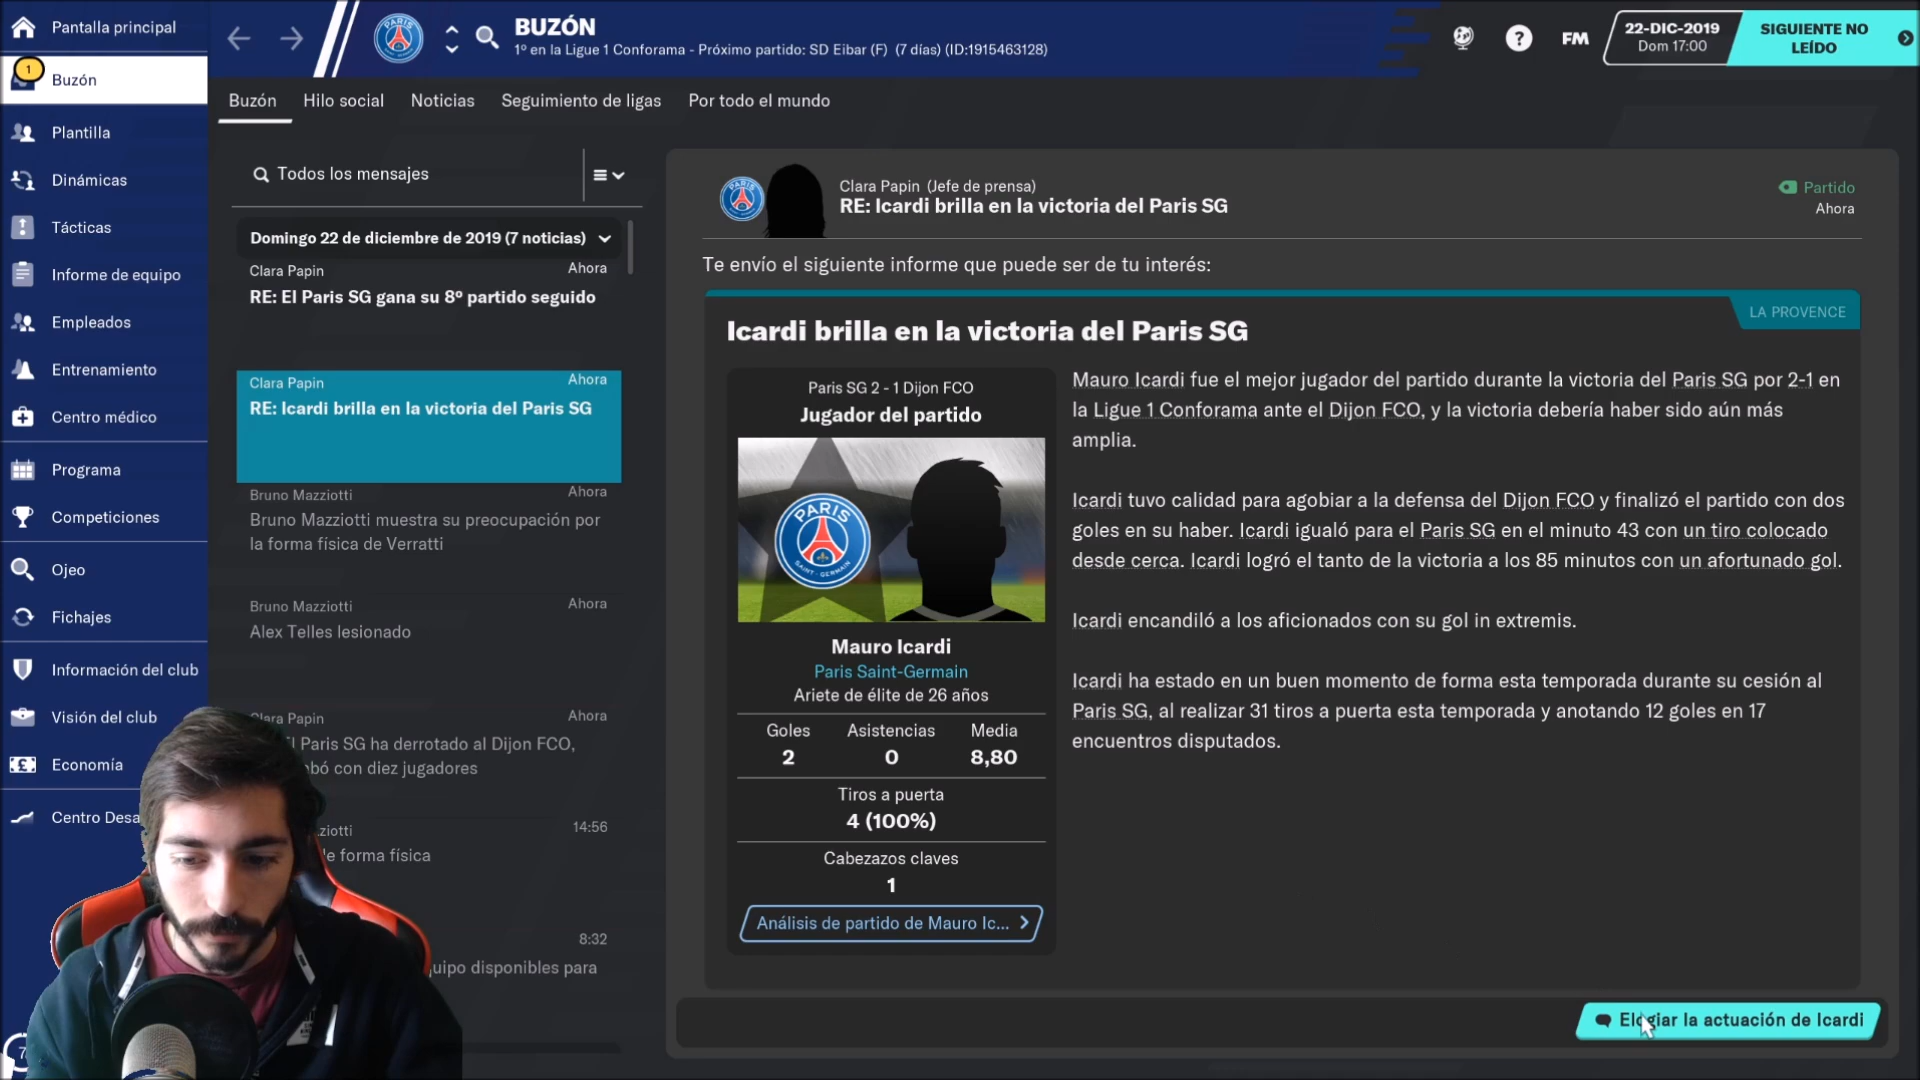 Pantalla principal
1
Buzón
Plantilla
Dinámicas
Tácticas
Informe de equipo
Empleados
Entrenamiento
Centro médico
Programa
Competiciones
Ojeo
Fichajes
Información del club
Visión del club
Economía
Centro Desa
BUZÓN
1º en la Ligue 1 Conforama - Próximo partido: SD Eibar (F) (7 días) (ID:1915463128)
FM
22-DIC-2019
Dom 17:00
SIGUIENTE NO
LEÍDO
Buzón Hilo social Noticias Seguimiento de ligas Por todo el mundo
Todos los mensajes
Domingo 22 de diciembre de 2019 (7 noticias)
Clara Papin Ahora
RE: El Paris SG gana su 8º partido seguido
Clara Papin Ahora
RE: Icardi brilla en la victoria del Paris SG
Bruno Mazziotti Ahora
Bruno Mazziotti muestra su preocupación por
la forma física de Verratti
Bruno Mazziotti Ahora
Alex Telles lesionado
Clara Papin Ahora
Paris SG ha derrotado al Dijon FCO,
bó con diez jugadores
ziotti 14:56
le forma física
8:32
uipo disponibles para
PARIS
Clara Papin (Jefe de prensa)
RE: Icardi brilla en la victoria del Paris SG
Partido
Ahora
Te envío el siguiente informe que puede ser de tu interés:
LA PROVENCE
Icardi brilla en la victoria del Paris SG
Paris SG 2 - 1 Dijon FCO
Jugador del partido
PARIS
SAINT-GERMAIN
Mauro Icardi
Paris Saint-Germain
Ariete de élite de 26 años
Goles Asistencias Media
2 0 8,80
Tiros a puerta
4 (100%)
Cabezazos claves
1
Análisis de partido de Mauro Ic...
Mauro Icardi fue el mejor jugador del partido durante la victoria del Paris SG por 2-1 en
la Ligue 1 Conforama ante el Dijon FCO, y la victoria debería haber sido aún más
amplia.
Icardi tuvo calidad para agobiar a la defensa del Dijon FCO y finalizó el partido con dos
goles en su haber. Icardi igualó para el Paris SG en el minuto 43 con un tiro colocado
desde cerca. Icardi logró el tanto de la victoria a los 85 minutos con un afortunado gol.
Icardi encandiló a los aficionados con su gol in extremis.
Icardi ha estado en un buen momento de forma esta temporada durante su cesión al
Paris SG, al realizar 31 tiros a puerta esta temporada y anotando 12 goles en 17
encuentros disputados.
Elogiar la actuación de Icardi